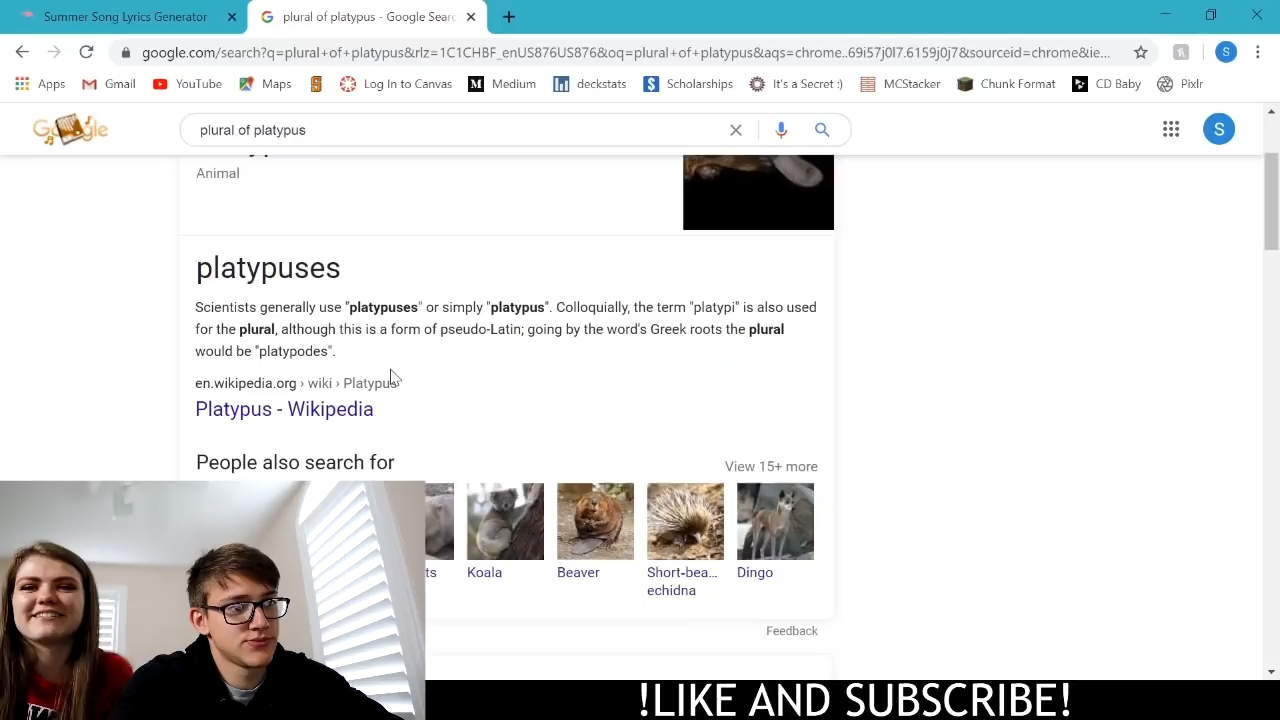 Summer Song Lyrics Generator
plural of platypus - Google Searc
google.com/search?q=plural+of+platypus&rlz=1C1CHBF_enUS876US876&oq=plural+of+platypus&aqs=chrome..69i57j0l7.6159j0j7&sourceid=chrome&ie...
S
Apps Gmail YouTube Maps Log In to Canvas Medium deckstats Scholarships It's a Secret :) MCStacker Chunk Format CD Baby Pixlr
plural of platypus
S
Animal
platypuses
Scientists generally use "platypuses" or simply "platypus". Colloquially, the term "platypi" is also used
for the plural, although this is a form of pseudo-Latin; going by the word's Greek roots the plural
would be "platypodes".
en.wikipedia.org › wiki › Platypus
Platypus - Wikipedia
People also search for
View 15+ more
ts Koala Beaver Short-bea... Dingo
echidna
Feedback
!LIKE AND SUBSCRIBE!